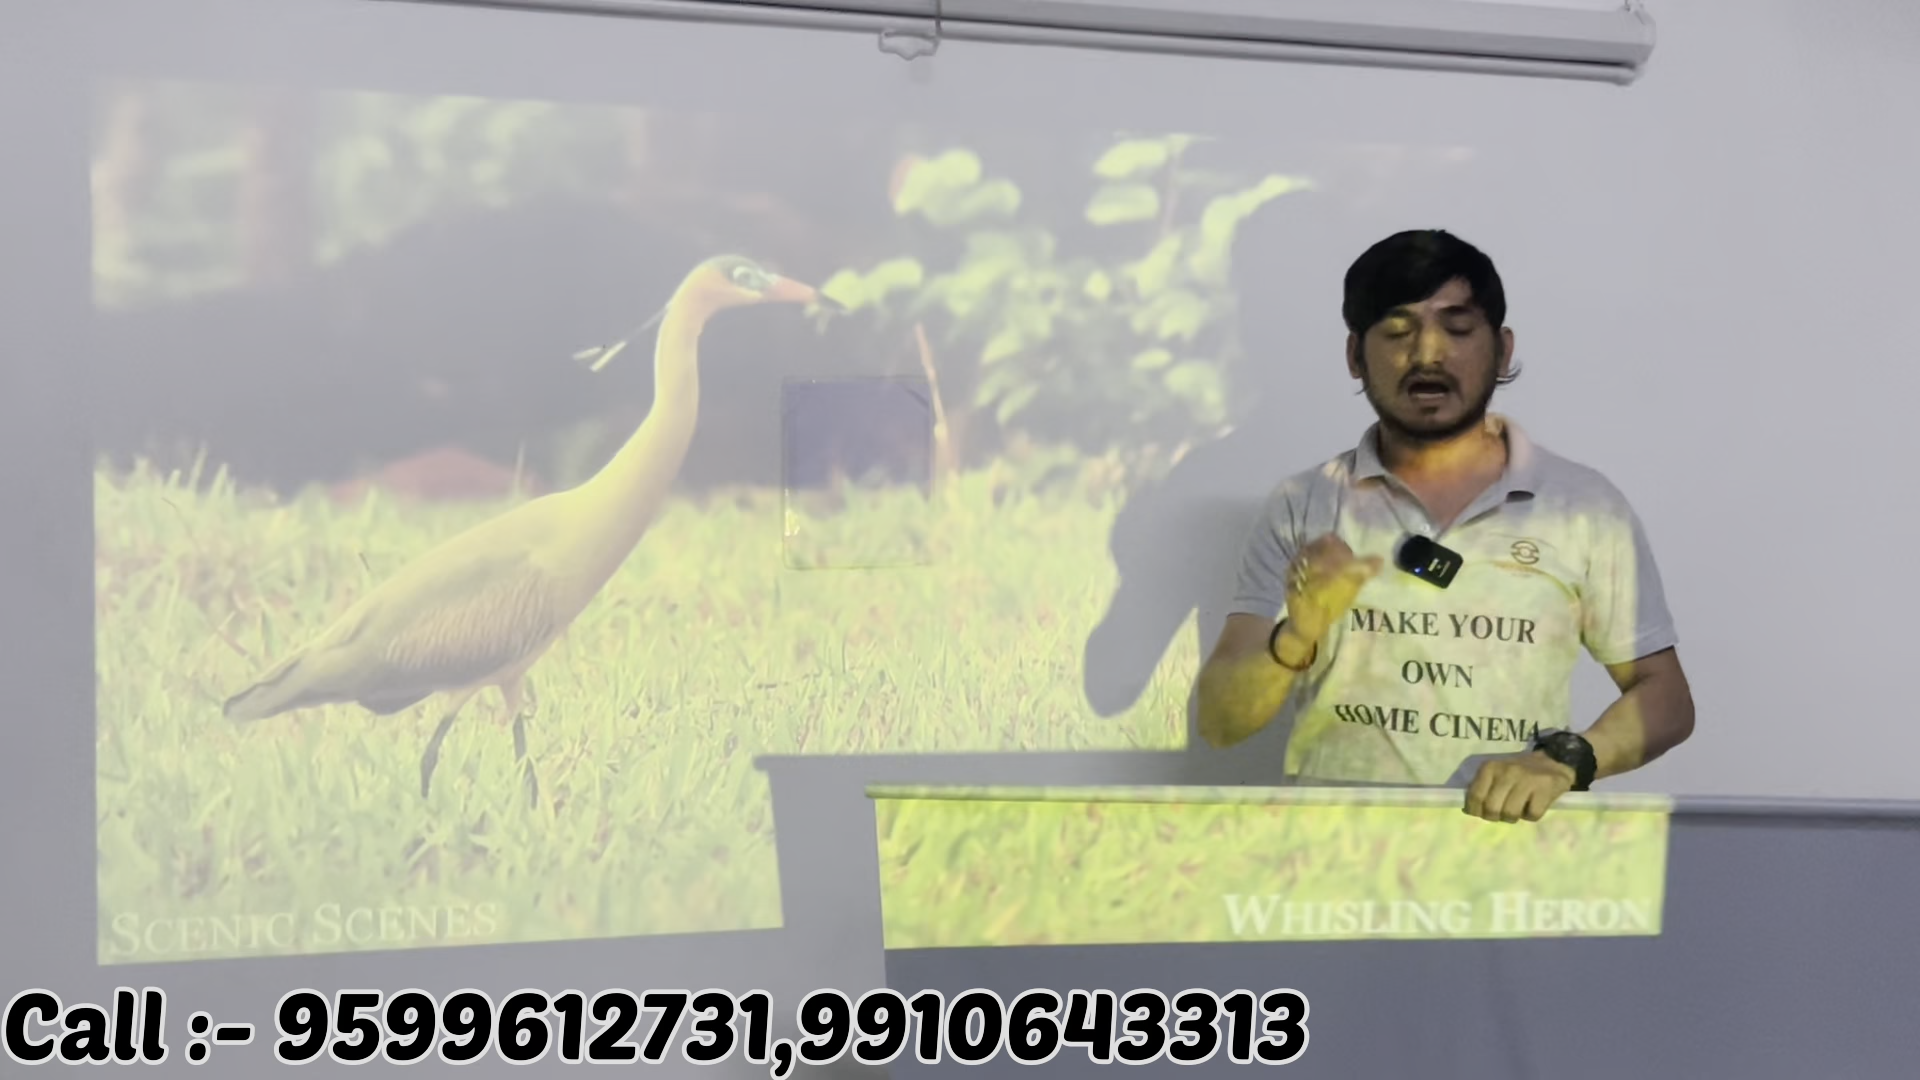 MAKE YOUR
OWN
HOME CINEMA
SCENIC SCENES
WHISLING HERON
Call :- 9599612731,9910643313